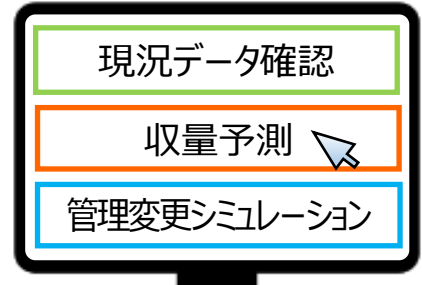 現況データ確認
収量予測
管理変更シミュレーション